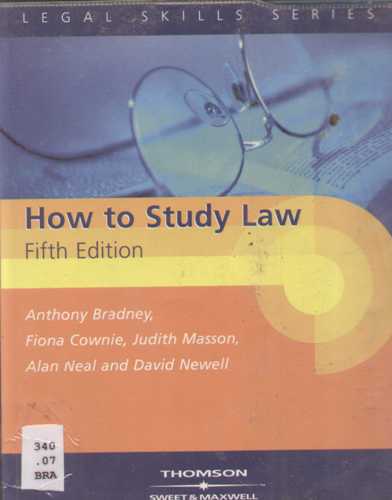 LEGAL SKILLS SERIES
How to Study Law
Fifth Edition
Anthony Bradney,
Fiona Cownie, Judith Masson,
Alan Neal and David Newell
340
.07
BRA
THOMSON
SWEET & MAXWELL